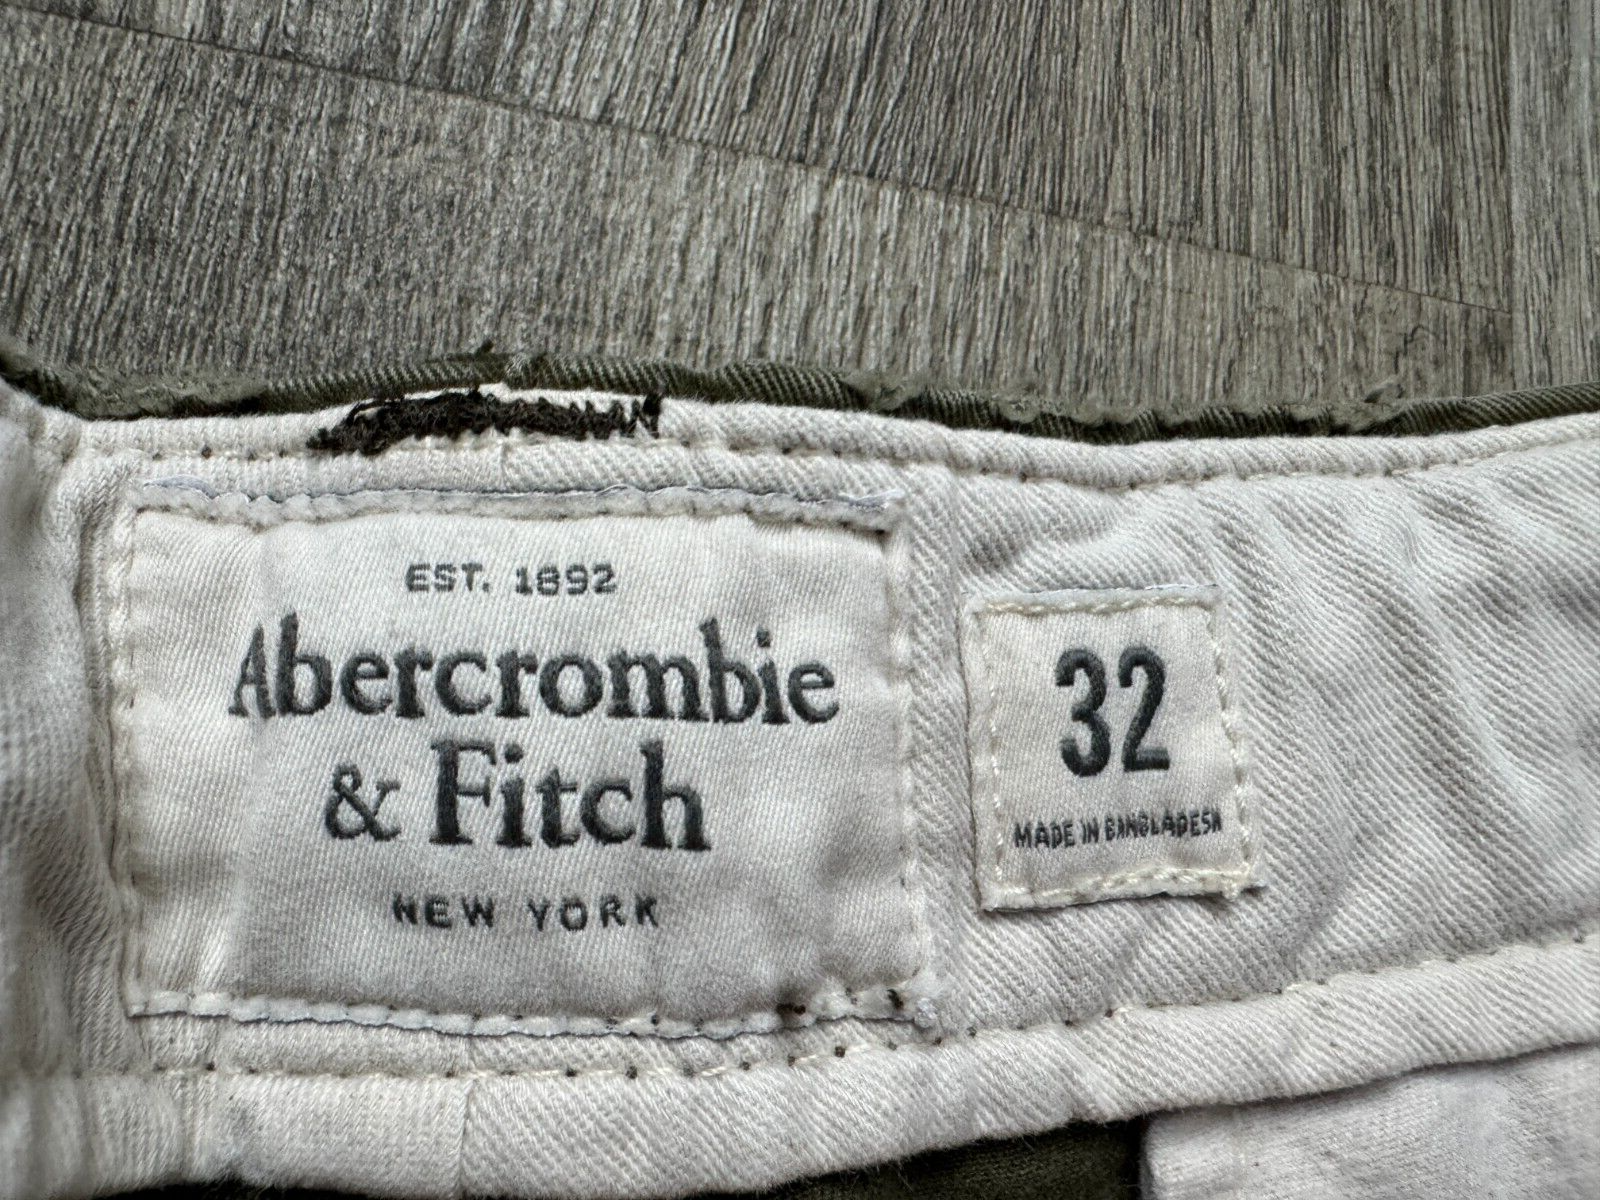 EST. 1892
Abercrombie
& Fitch
NEW YORK
32
MADE IN BANGLADESH